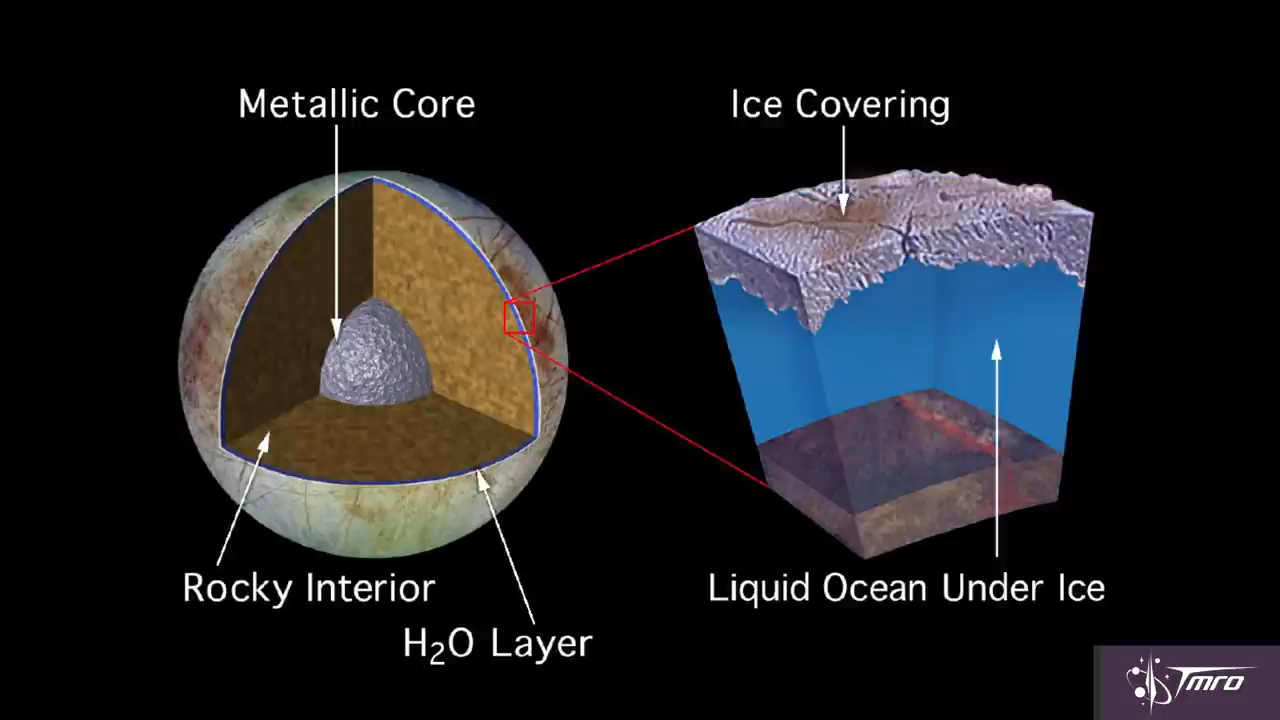 Metallic Core
Ice Covering
Rocky Interior
Liquid Ocean Under Ice
H₂O Layer
Tmro